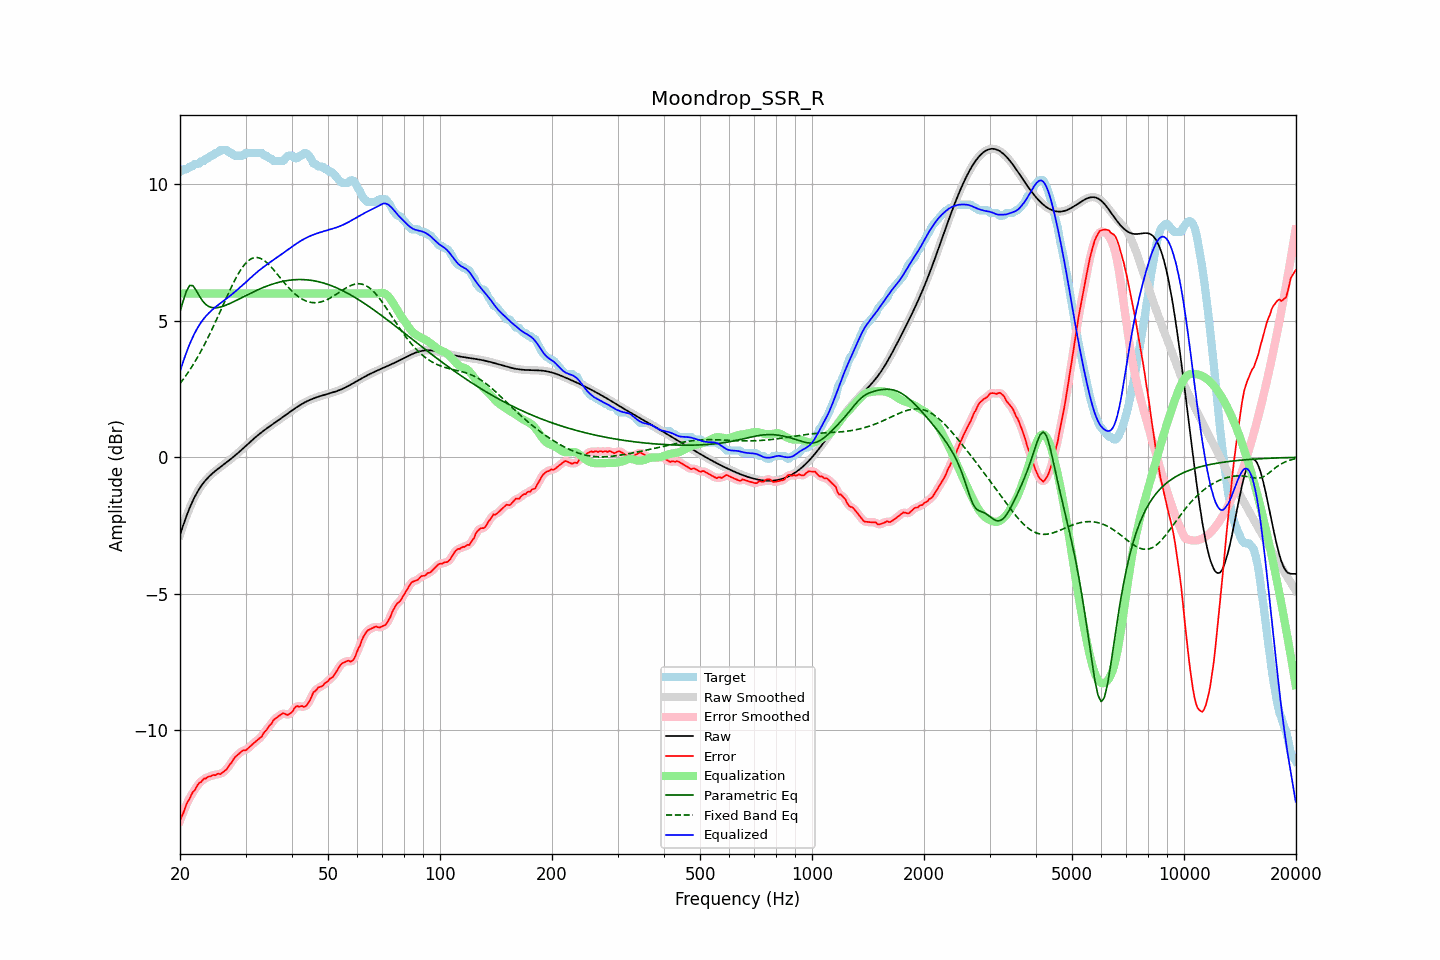 Moondrop_SSR_R
Amplitude (dBr)
10
5
0
−5
−10
Target
Raw Smoothed
Error Smoothed
Raw
Error
Equalization
Parametric Eq
Fixed Band Eq
Equalized
20 50 100 200 500 1000 2000 5000 10000 20000
Frequency (Hz)